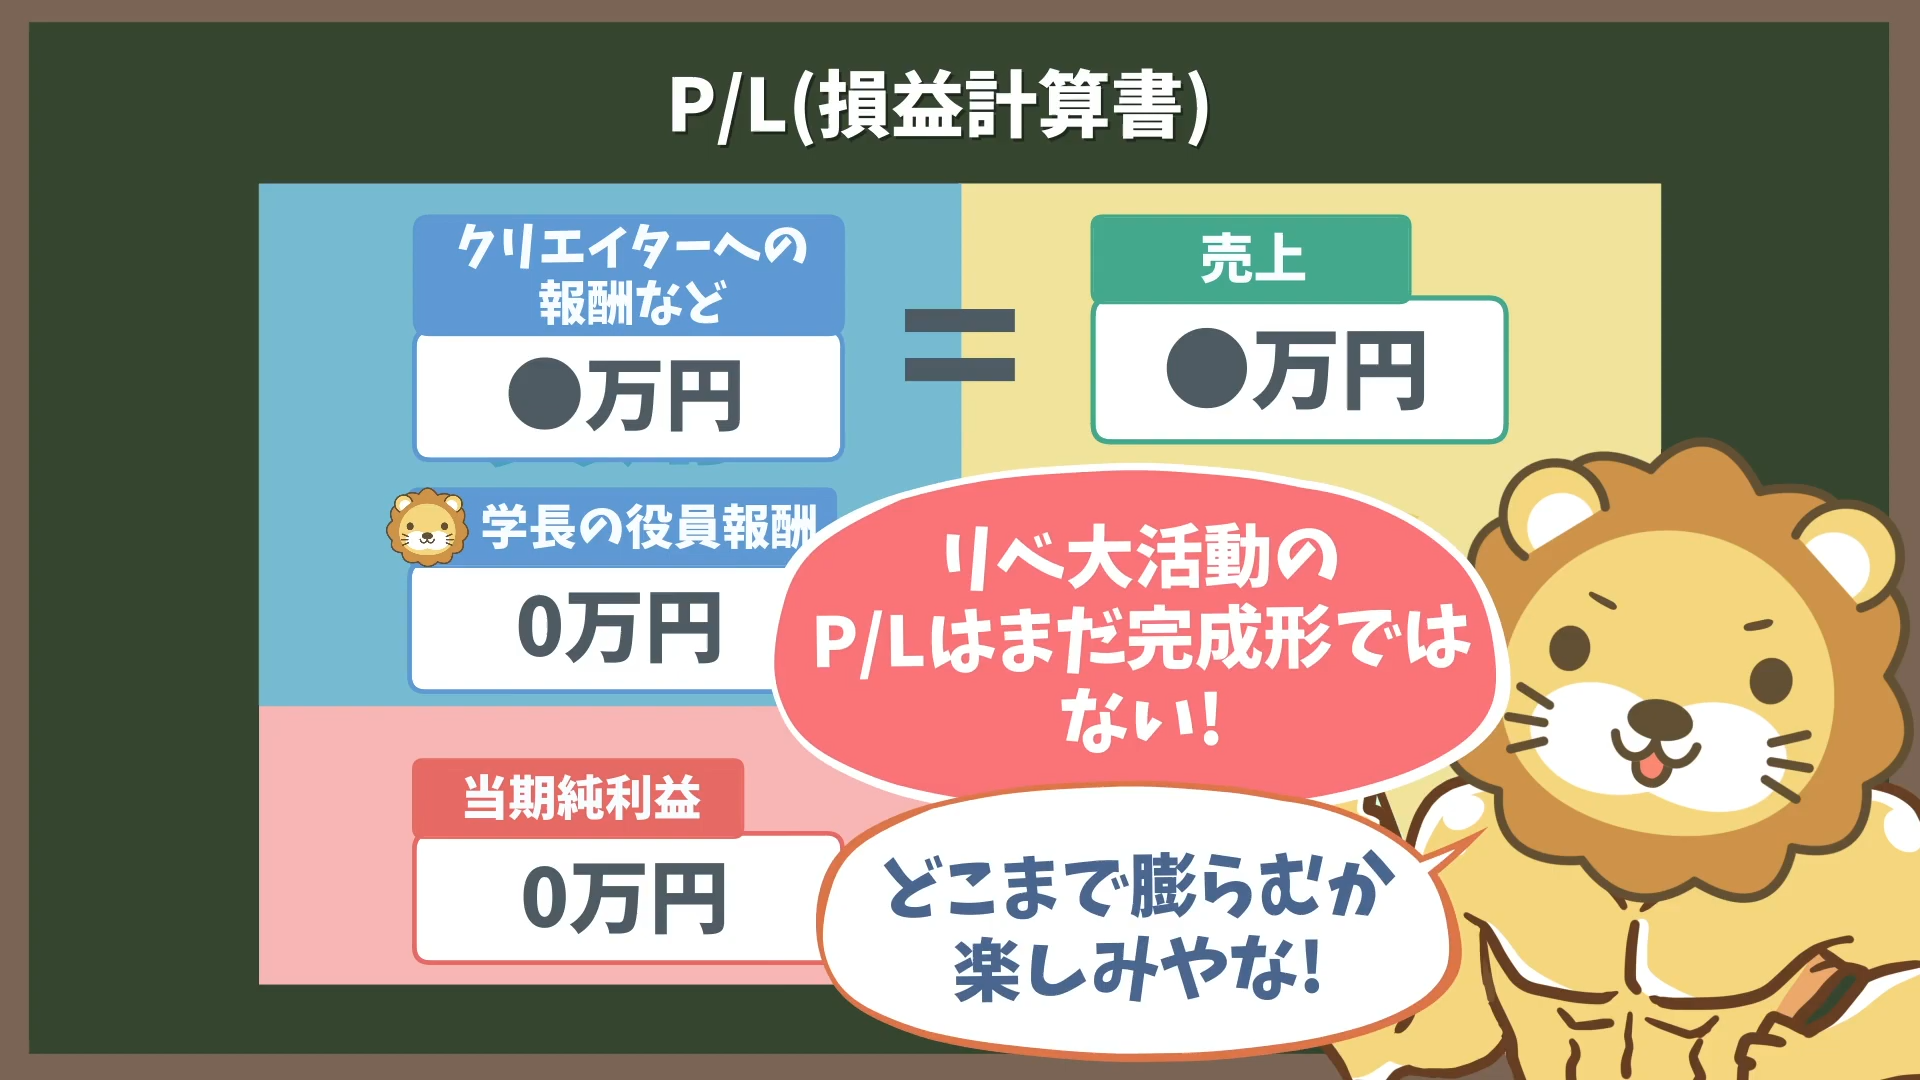 P/L(損益計算書)
クリエイターへの
報酬など
●万円
=
売上
●万円
学長の役員報酬
0万円
当期純利益
0万円
リベ大活動の
P/Lはまだ完成形では
ない!
どこまで膨らむか
楽しみやな!